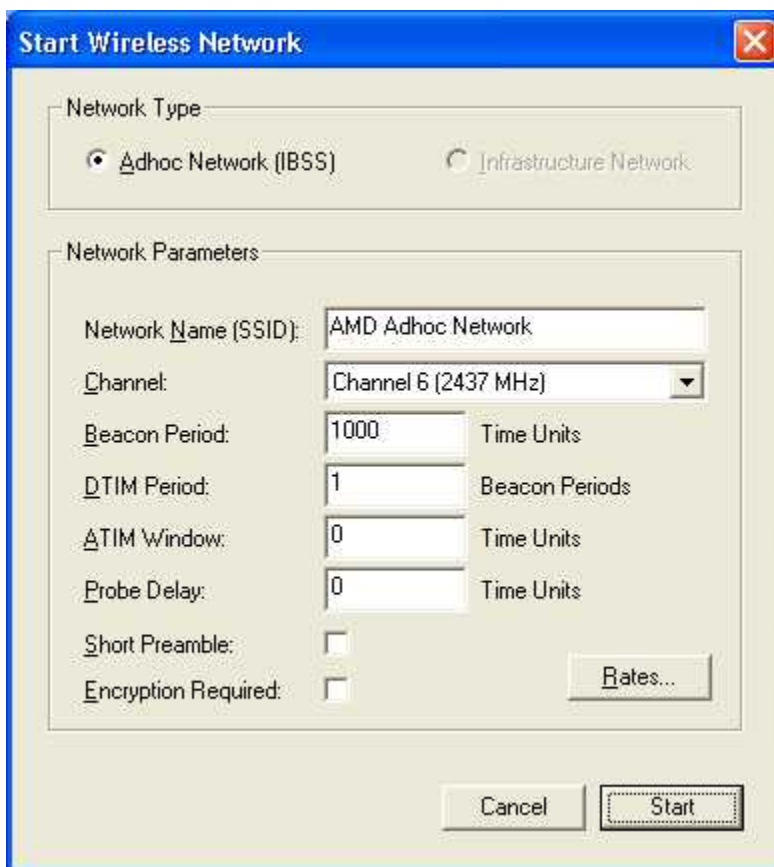 Start Wireless Network
Network Type
Adhoc Network (IBSS) Infrastructure Network
Network Parameters
Network Name (SSID): AMD Adhoc Network
Channel: Channel 6 (2437 MHz)
Beacon Period: 1000 Time Units
DTIM Period: 1 Beacon Periods
ATIM Window: 0 Time Units
Probe Delay: 0 Time Units
Short Preamble:
Encryption Required:
Rates...
Cancel Start